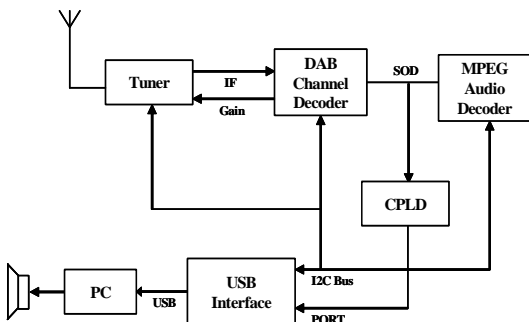 Tuner
IF
Gain
DAB
Channel
Decoder
SOD
MPEG
Audio
Decoder
CPLD
I2C Bus
PC
USB
USB
Interface
PORT